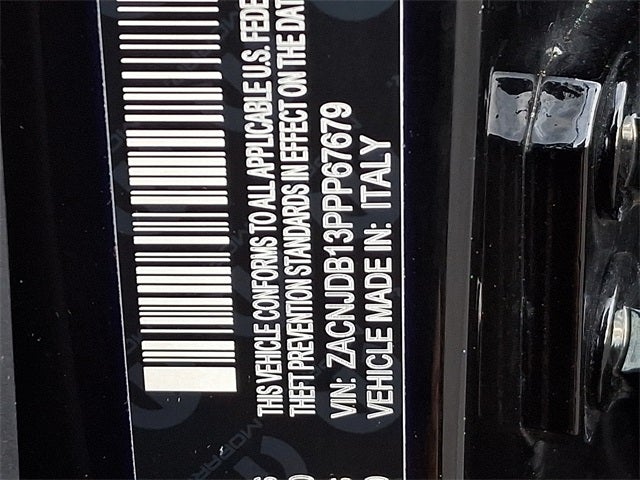 THIS VEHICLE CONFORMS TO ALL APPLICABLE U.S. FEDE
THEFT PREVENTION STANDARDS IN EFFECT ON THE DAT
VIN: ZACNJDB13PPP67679
VEHICLE MADE IN: ITALY